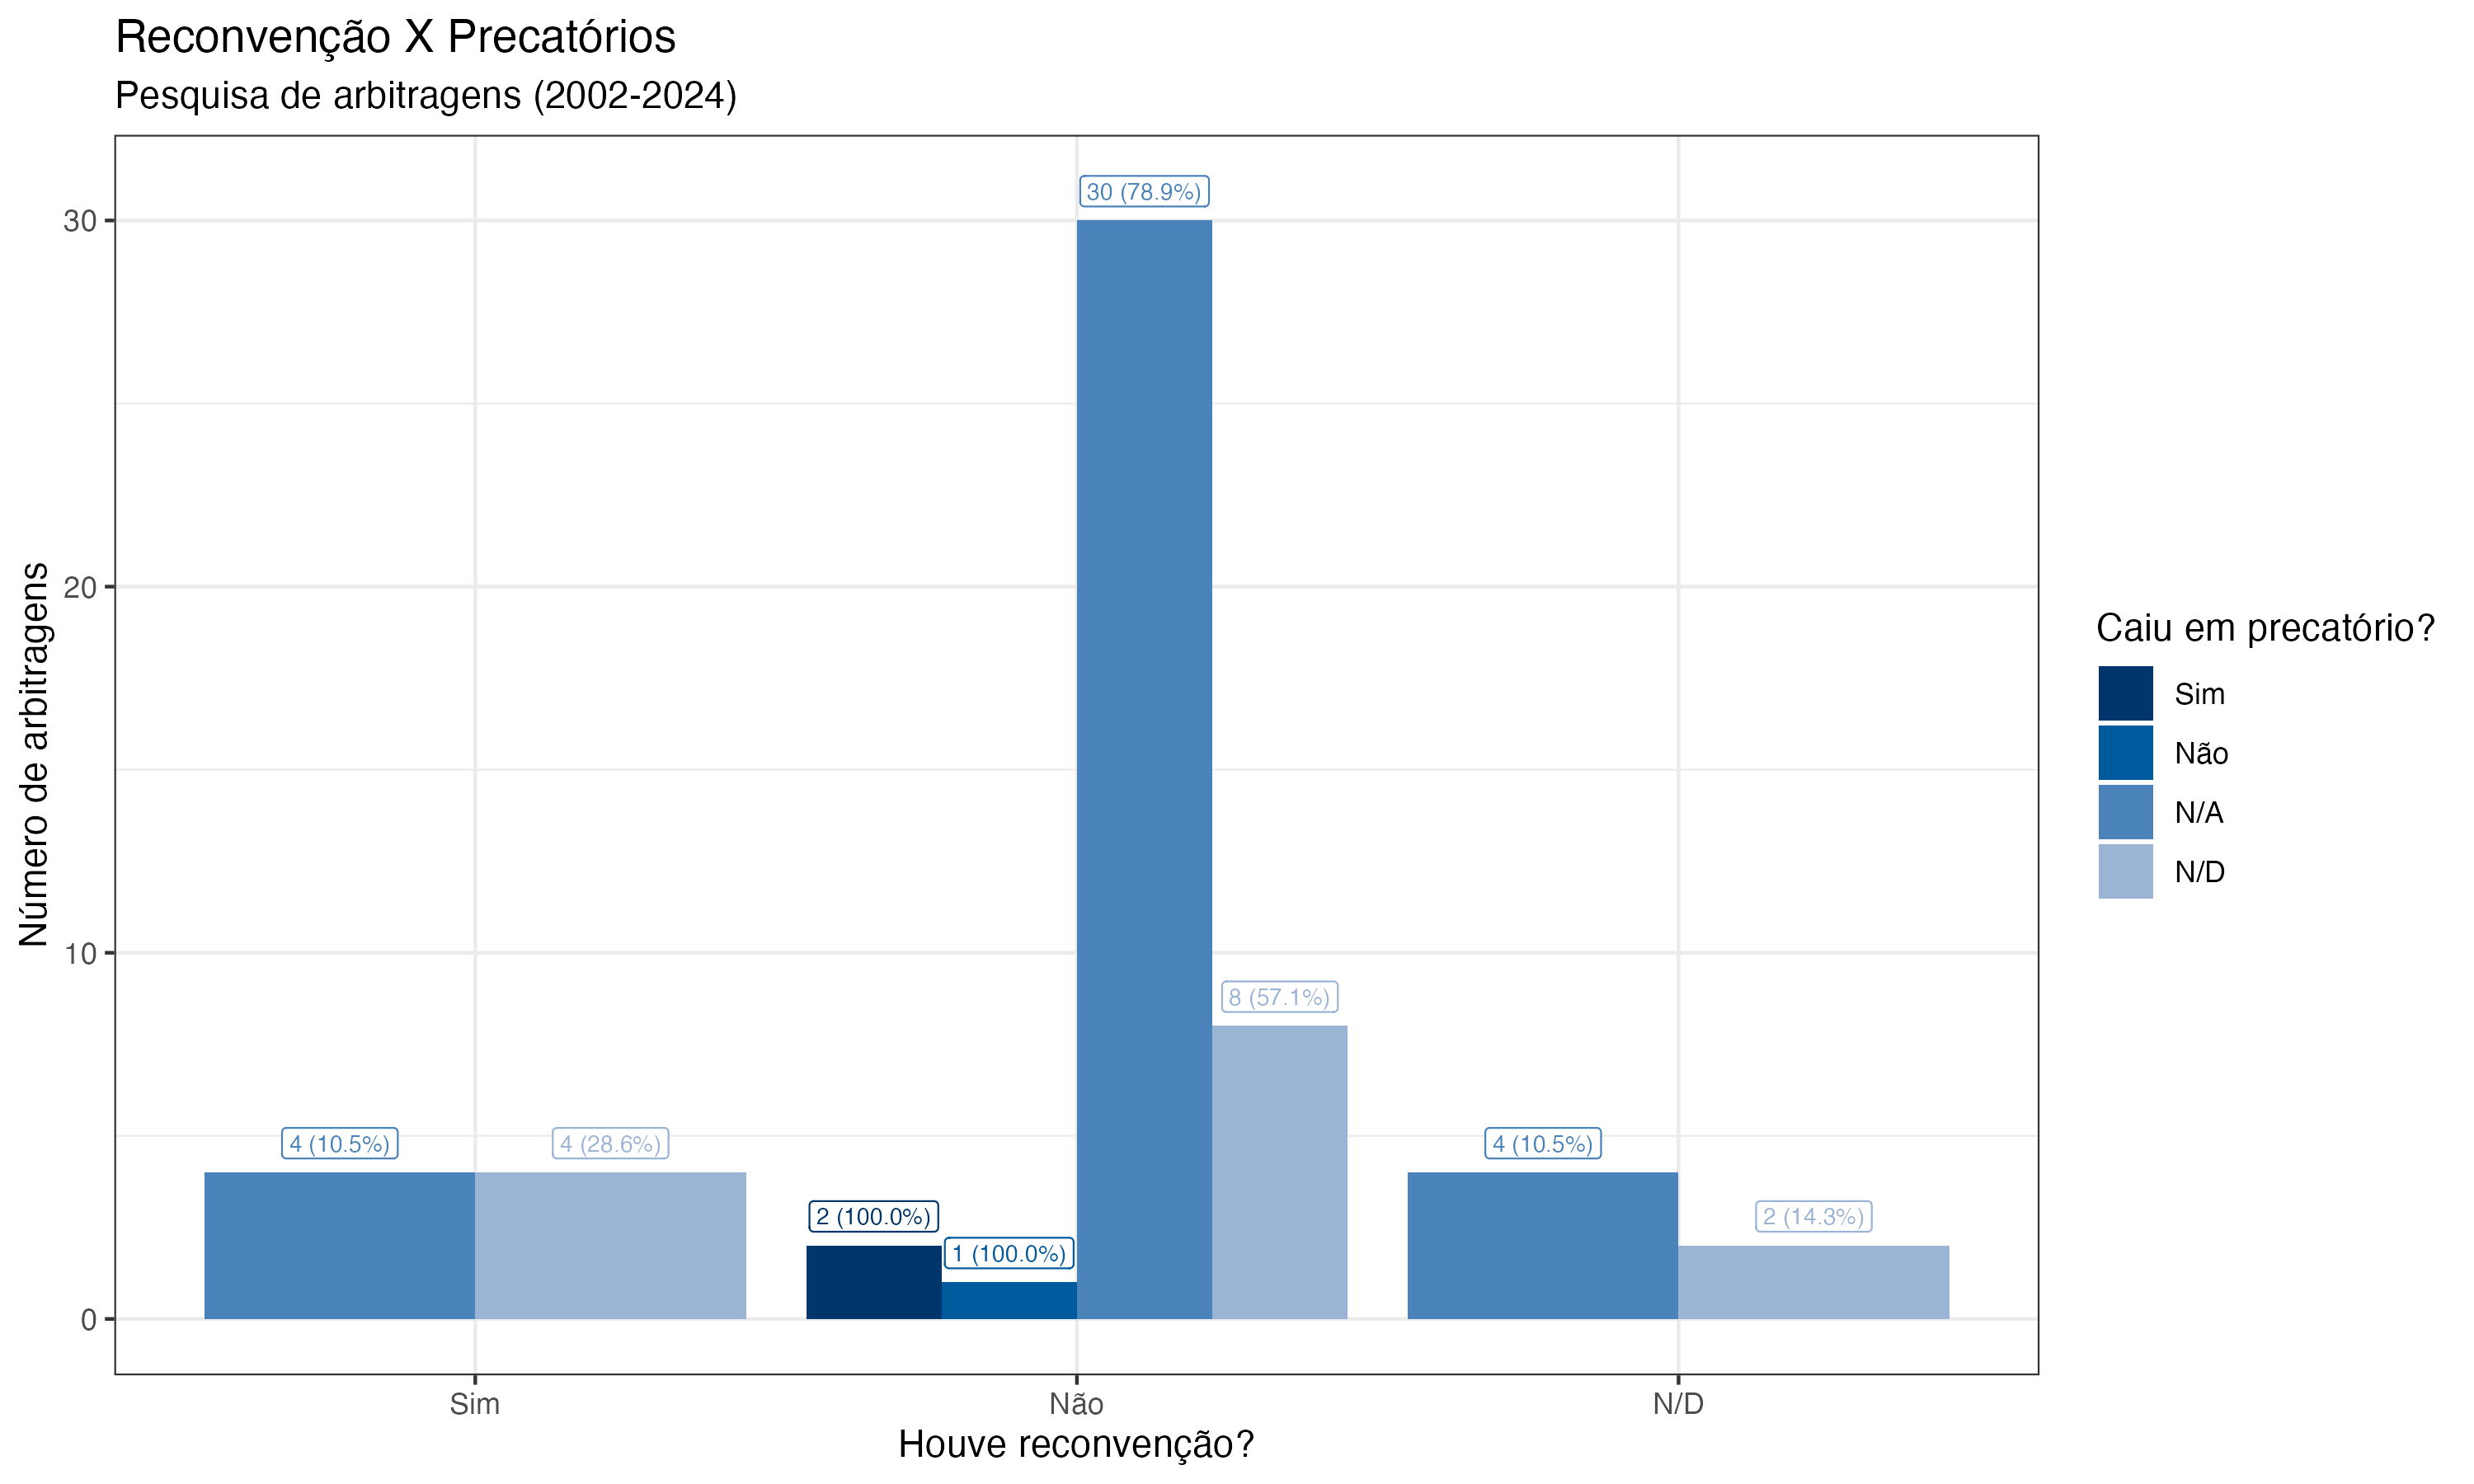 Reconvenção X Precatórios
Pesquisa de arbitragens (2002-2024)
Número de arbitragens
30
20
10
0
30 (78.9%)
8 (57.1%)
4 (10.5%)
4 (28.6%)
4 (10.5%)
2 (100.0%)
2 (14.3%)
1 (100.0%)
Sim
Não
N/D
Houve reconvenção?
Caiu em precatório?
Sim
Não
N/A
N/D